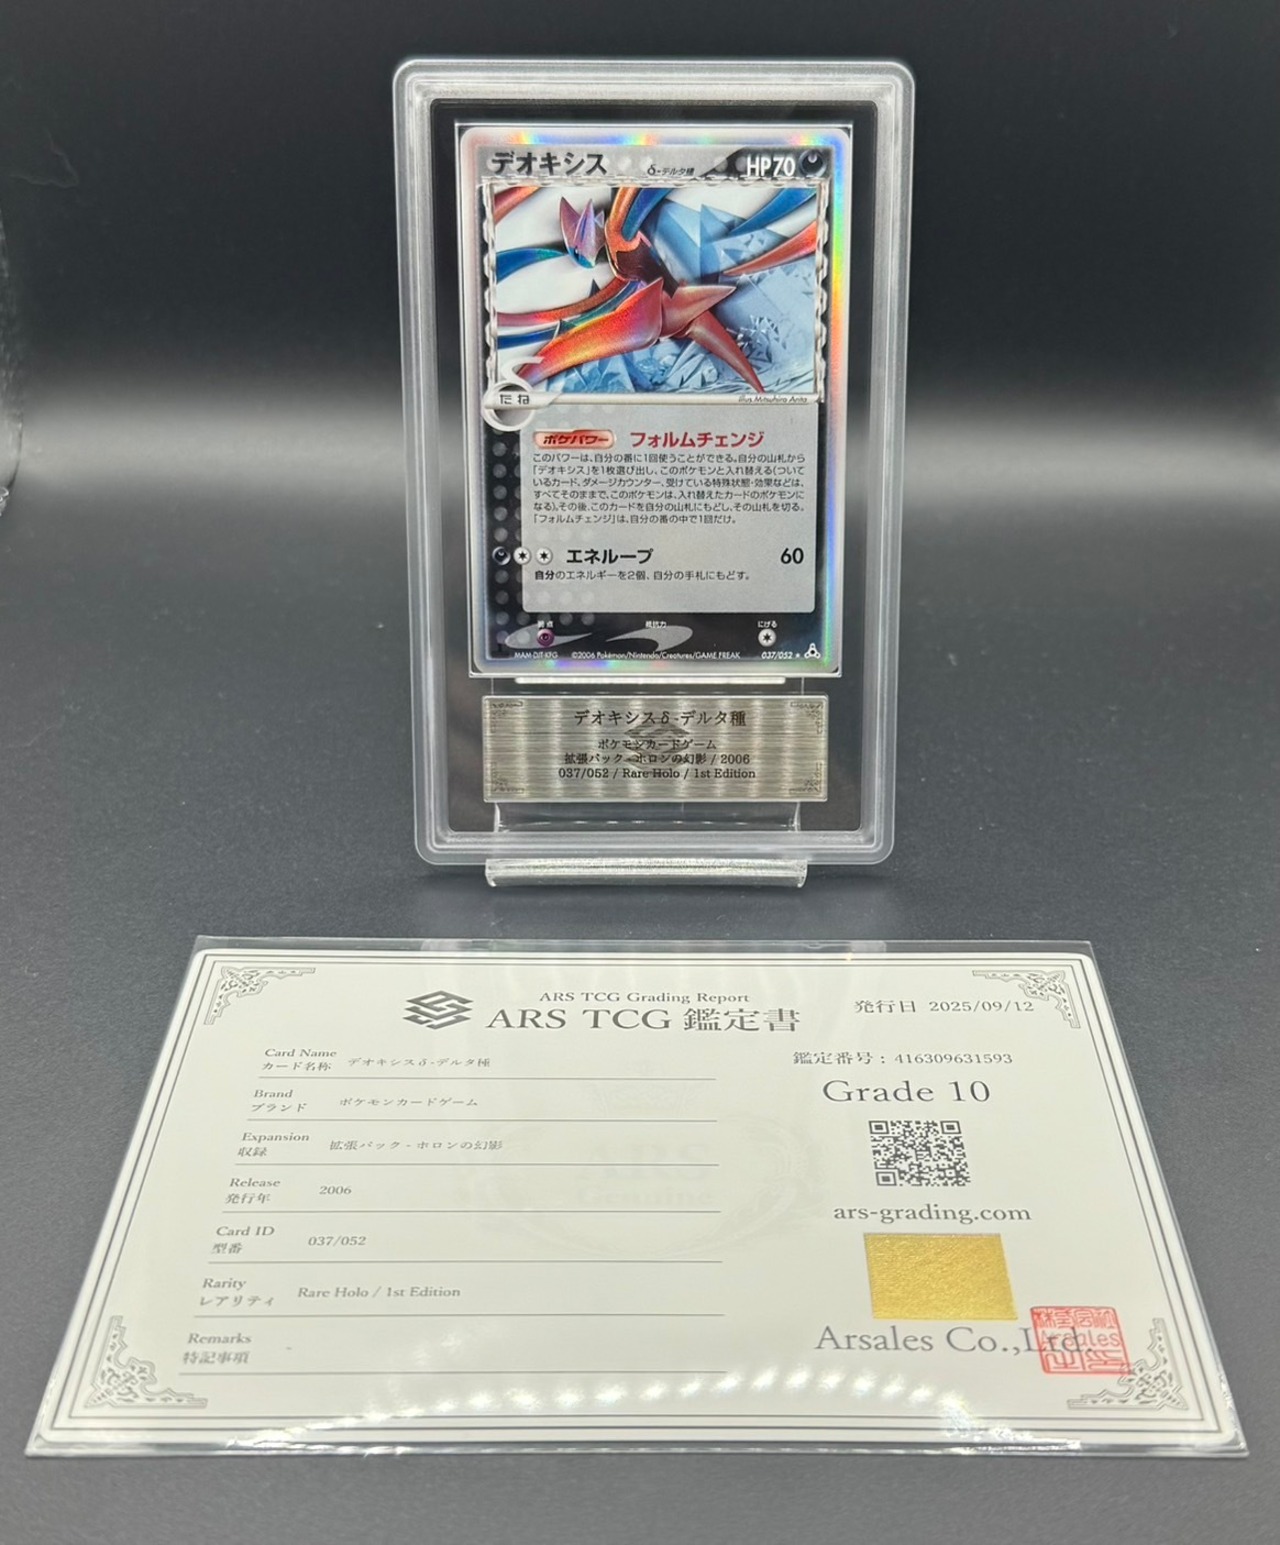 デオキシス
δ-デルタ種
HP70
たね
illus. Mitsuhiro Arita
ポケパワー フォルムチェンジ
このパワーは、自分の番に1回使うことができる。自分の山札から
「デオキシス」を1枚選び出し、このポケモンと入れ替える(ついて
いるカード、ダメージカウンター、受けている特殊状態・効果などは、
すべてそのままで、このポケモンは、入れ替えたカードのポケモンに
なる)。その後、このカードを自分の山札にもどし、その山札を切る。
「フォルムチェンジ」は、自分の番の中で1回だけ。
エネループ 60
自分のエネルギーを2個、自分の手札にもどす。
弱点 抵抗力 にげる
©2006 Pokémon/Nintendo/Creatures/GAME FREAK 037/052 ★
デオキシスδ-デルタ種
ポケモンカードゲーム
拡張パック - ホロンの幻影 / 2006
037/052 / Rare Holo / 1st Edition
ARS TCG Grading Report
ARS TCG 鑑定書
発行日 2025/09/12
Card Name
カード名称 デオキシスδ-デルタ種
Brand
ブランド ポケモンカードゲーム
Expansion
収録 拡張パック - ホロンの幻影
Release
発行年 2006
Card ID
型番 037/052
Rarity
レアリティ Rare Holo / 1st Edition
Remarks
特記事項 -
鑑定番号：416309631593
Grade 10
ars-grading.com
Arsales Co.,Ltd.
Arsales